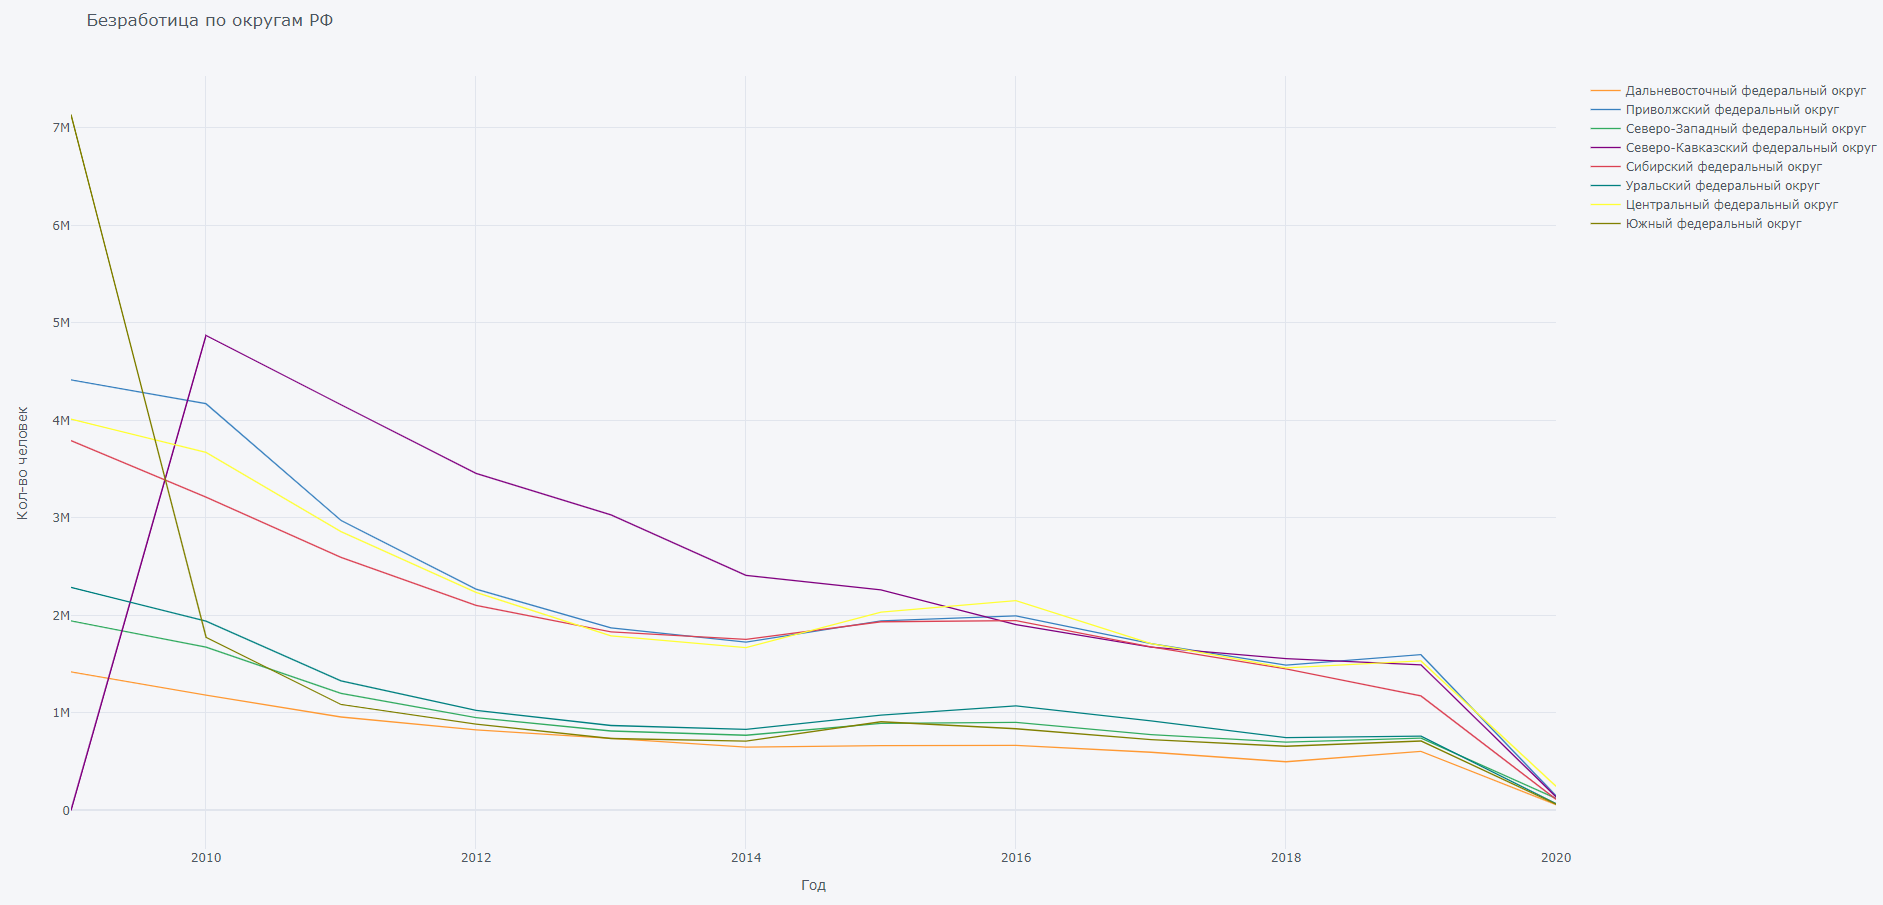 Безработица по округам РФ
Дальневосточный федеральный округ
Приволжский федеральный округ
Северо-Западный федеральный округ
Северо-Кавказский федеральный округ
Сибирский федеральный округ
Уральский федеральный округ
Центральный федеральный округ
Южный федеральный округ
7M
6M
5M
4M
3M
2M
1M
0
Кол-во человек
2010
2012
2014
2016
2018
2020
Год